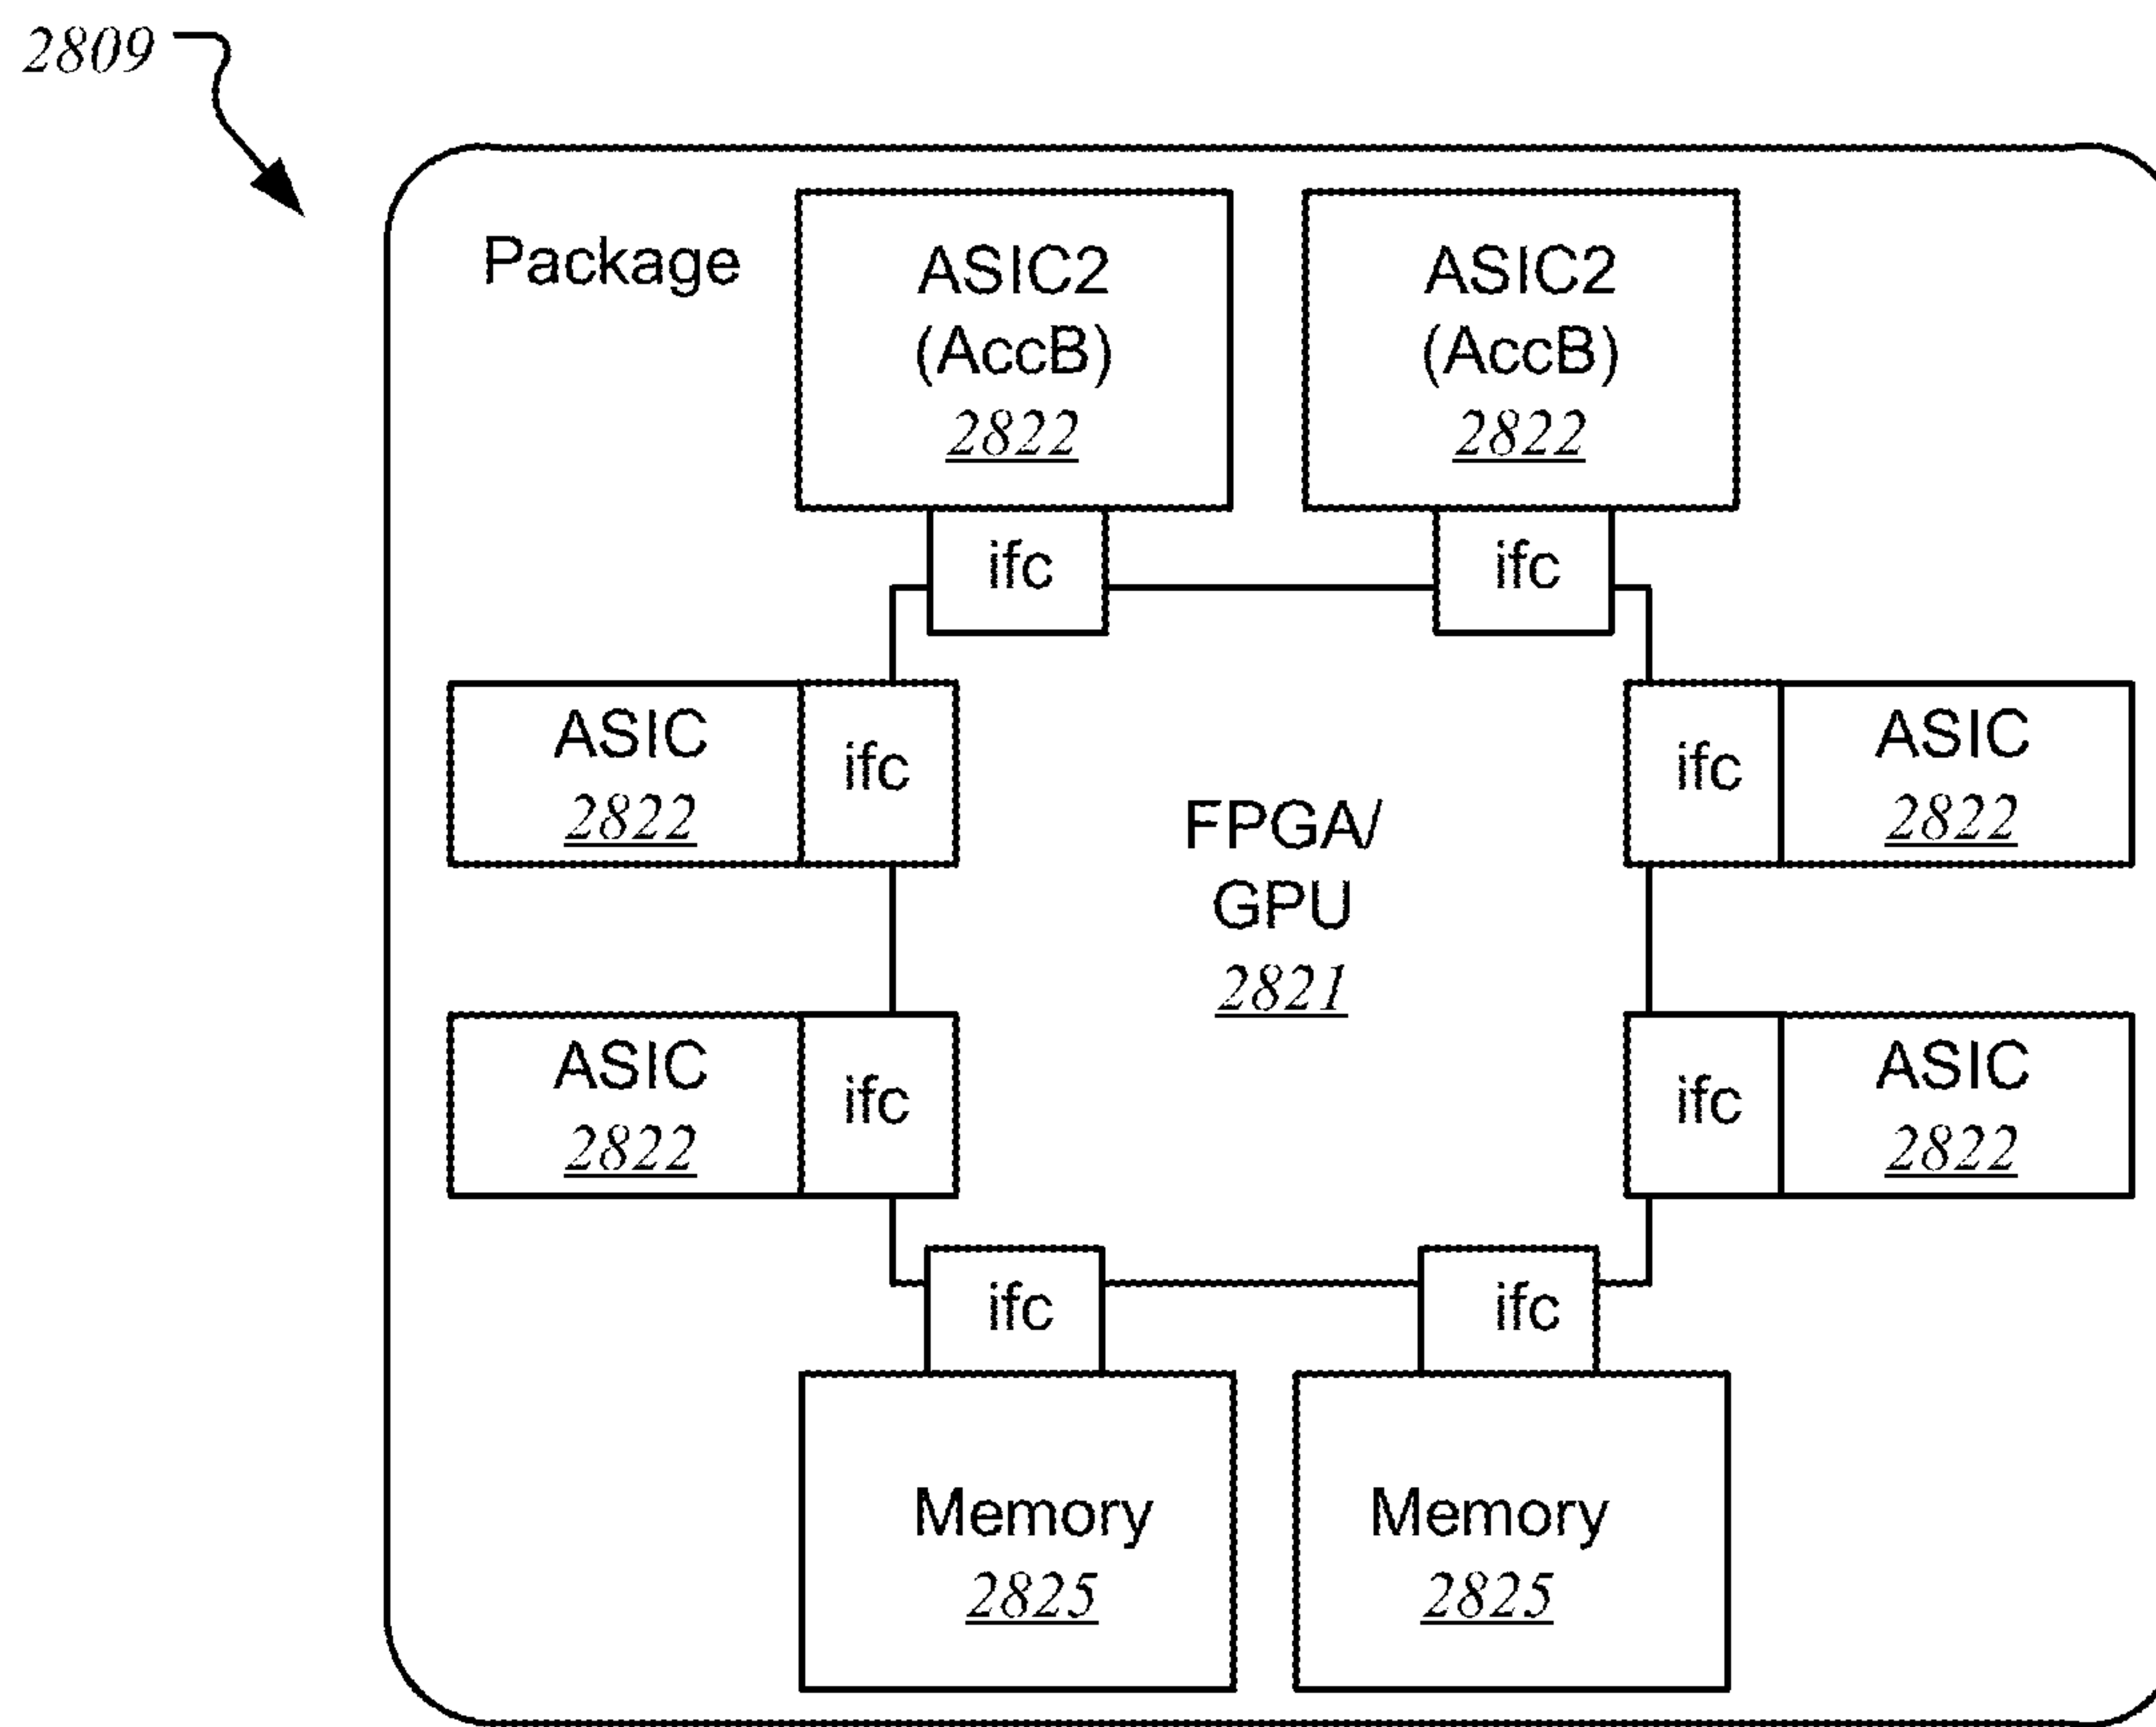 2809
Package
ASIC2
(AccB)
2822
ASIC2
(AccB)
2822
ifc
ifc
ASIC
2822
ifc
ifc
ASIC
2822
FPGA/
GPU
2821
ASIC
2822
ifc
ifc
ASIC
2822
ifc
ifc
Memory
2825
Memory
2825